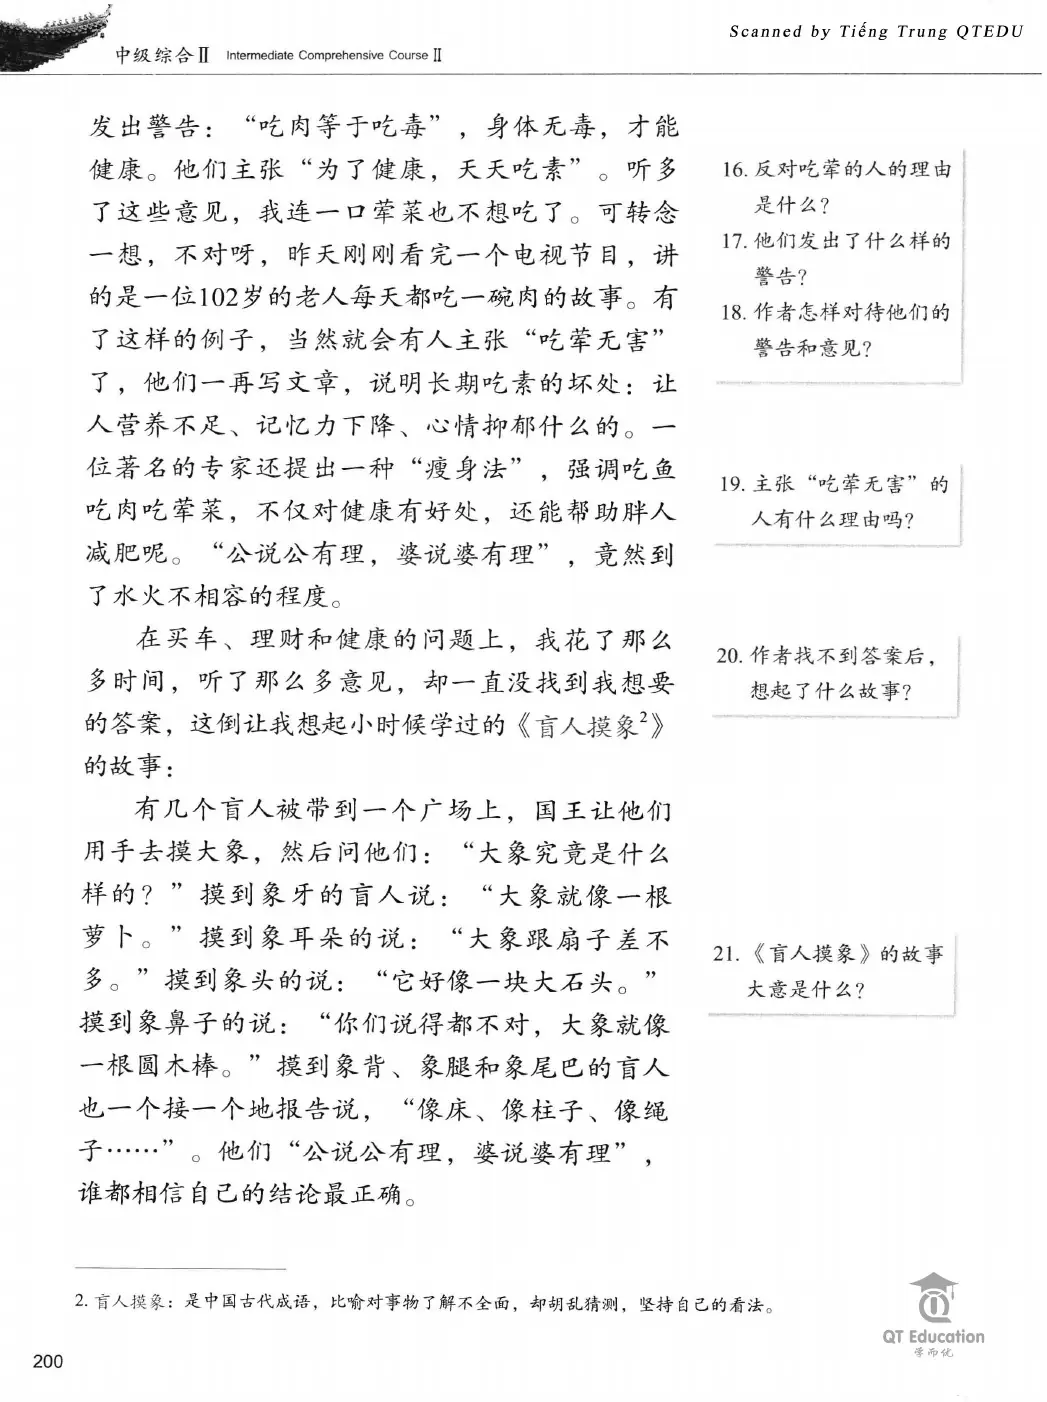 Scanned by Tiếng Trung QTEDU
中级综合Ⅱ Intermediate Comprehensive Course Ⅱ
发出警告：“吃肉等于吃毒”，身体无毒，才能
健康。他们主张“为了健康，天天吃素”。听多
了这些意见，我连一口荤菜也不想吃了。可转念
一想，不对呀，昨天刚刚看完一个电视节目，讲
的是一位102岁的老人每天都吃一碗肉的故事。有
了这样的例子，当然就会有人主张“吃荤无害”
了，他们一再写文章，说明长期吃素的坏处：让
人营养不足、记忆力下降、心情抑郁什么的。一
位著名的专家还提出一种“瘦身法”，强调吃鱼
吃肉吃荤菜，不仅对健康有好处，还能帮助胖人
减肥呢。“公说公有理，婆说婆有理”，竟然到
了水火不相容的程度。
在买车、理财和健康的问题上，我花了那么
多时间，听了那么多意见，却一直没找到我想要
的答案，这倒让我想起小时候学过的《盲人摸象2》
的故事：
有几个盲人被带到一个广场上，国王让他们
用手去摸大象，然后问他们：“大象究竟是什么
样的？”摸到象牙的盲人说：“大象就像一根
萝卜。”摸到象耳朵的说：“大象跟扇子差不
多。”摸到象头的说：“它好像一块大石头。”
摸到象鼻子的说：“你们说得都不对，大象就像
一根圆木棒。”摸到象背、象腿和象尾巴的盲人
也一个接一个地报告说，“像床、像柱子、像绳
子……”。他们“公说公有理，婆说婆有理”，
谁都相信自己的结论最正确。
16. 反对吃荤的人的理由
是什么？
17. 他们发出了什么样的
警告？
18. 作者怎样对待他们的
警告和意见？
19. 主张“吃荤无害”的
人有什么理由吗？
20. 作者找不到答案后，
想起了什么故事？
21.《盲人摸象》的故事
大意是什么？
2. 盲人摸象：是中国古代成语，比喻对事物了解不全面，却胡乱猜测，坚持自己的看法。
QT Education
学而优
200